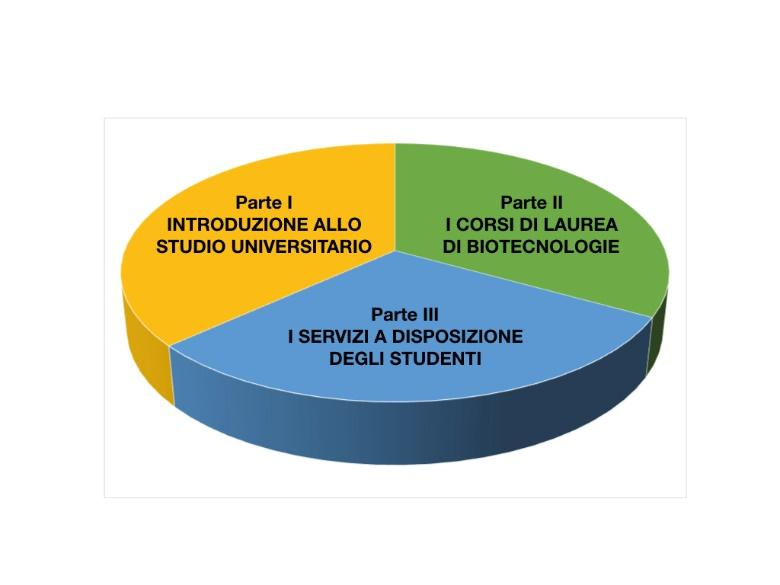 Parte I
INTRODUZIONE ALLO
STUDIO UNIVERSITARIO
Parte II
I CORSI DI LAUREA
DI BIOTECNOLOGIE
Parte III
I SERVIZI A DISPOSIZIONE
DEGLI STUDENTI